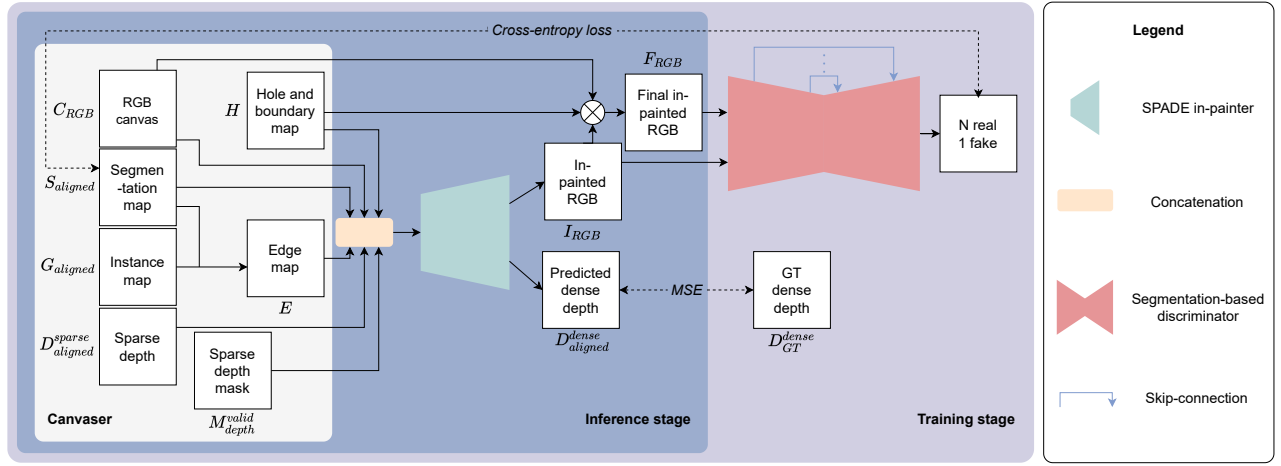 Cross-entropy loss
C_RGB
RGB
canvas
H
Hole and
boundary
map
F_RGB
Final in-
painted
RGB
N real
1 fake
S_aligned
Segmen
-tation
map
In-
painted
RGB
I_RGB
G_aligned
Instance
map
Edge
map
E
Predicted
dense
depth
D^dense_aligned
MSE
GT
dense
depth
D^dense_GT
D^sparse_aligned
Sparse
depth
Sparse
depth
mask
M^valid_depth
Canvaser
Inference stage
Training stage
Legend
SPADE in-painter
Concatenation
Segmentation-based
discriminator
Skip-connection